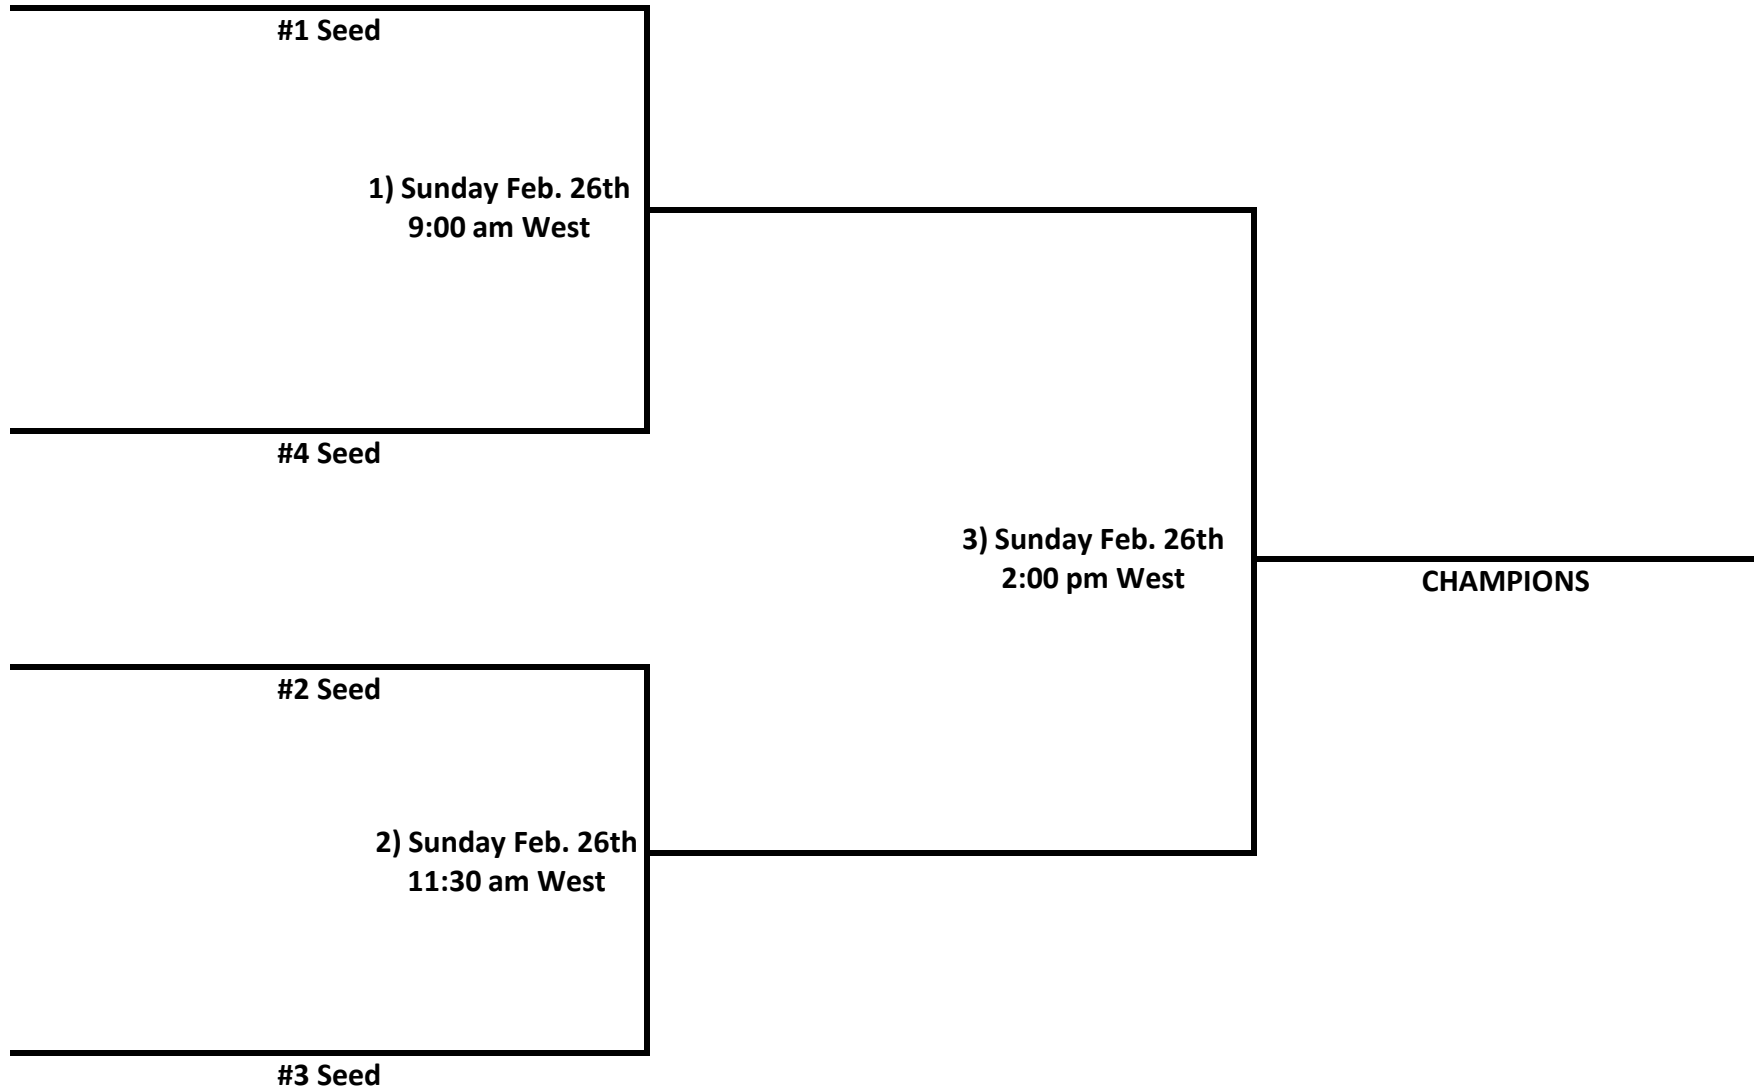 #1 Seed
1) Sunday Feb. 26th
9:00 am West
#4 Seed
3) Sunday Feb. 26th
2:00 pm West
CHAMPIONS
#2 Seed
2) Sunday Feb. 26th
11:30 am West
#3 Seed